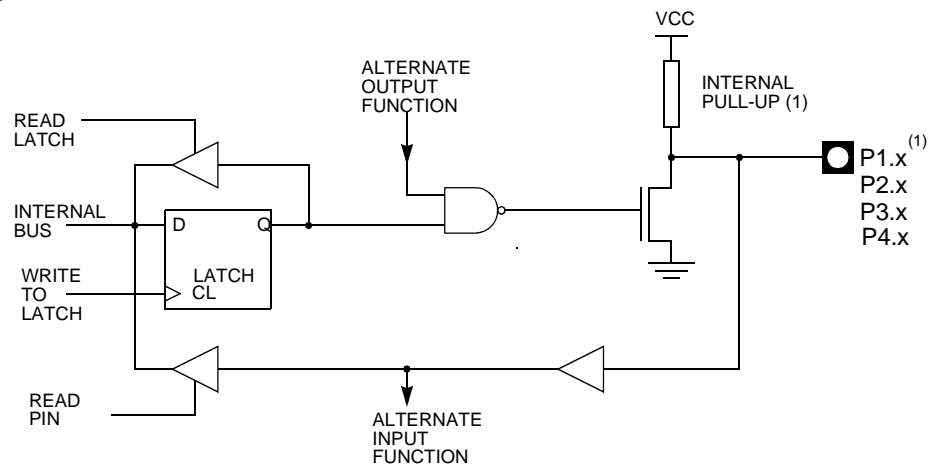 VCC
ALTERNATE
OUTPUT
FUNCTION
INTERNAL
PULL-UP (1)
READ
LATCH
P1.x(1)
P2.x
P3.x
P4.x
INTERNAL
BUS
D
Q
LATCH
CL
WRITE
TO
LATCH
READ
PIN
ALTERNATE
INPUT
FUNCTION